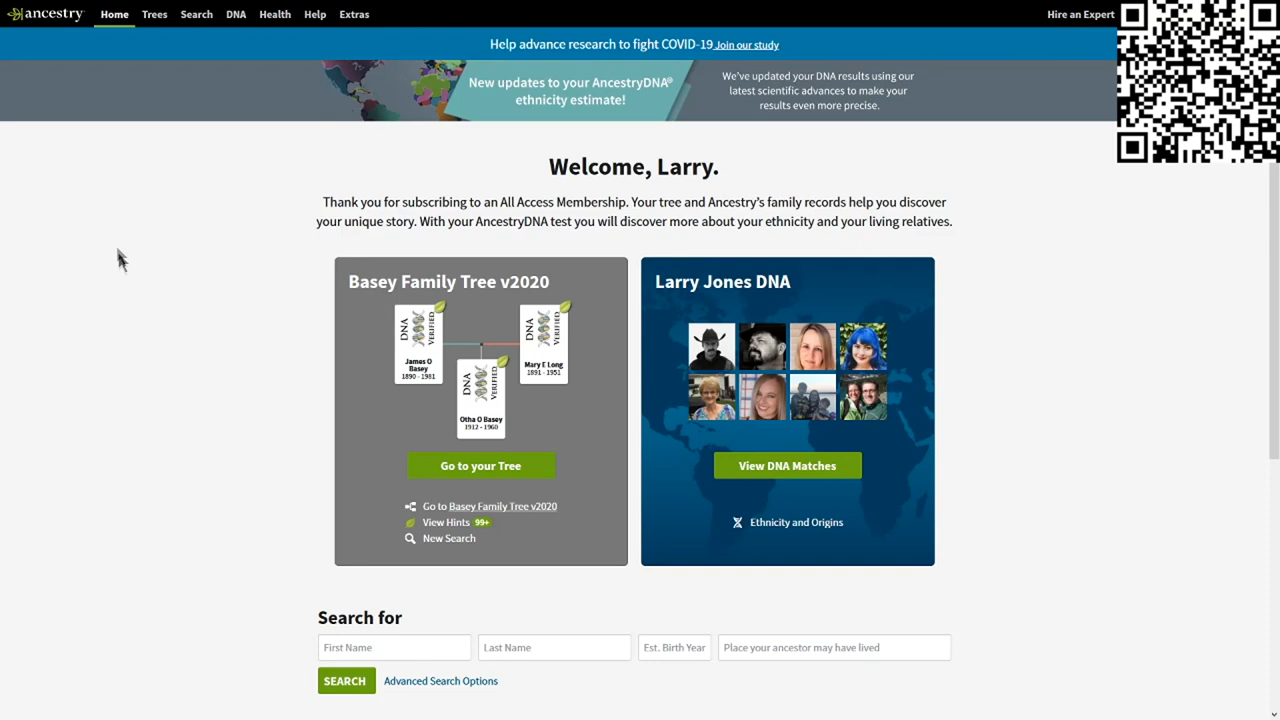 ancestry Home Trees Search DNA Health Help Extras Hire an Expert
Help advance research to fight COVID-19 Join our study
New updates to your AncestryDNA®
ethnicity estimate!
We've updated your DNA results using our
latest scientific advances to make your
results even more precise.
Welcome, Larry.
Thank you for subscribing to an All Access Membership. Your tree and Ancestry's family records help you discover
your unique story. With your AncestryDNA test you will discover more about your ethnicity and your living relatives.
Basey Family Tree v2020
DNA
VERIFIED
James O
Basey
1890 - 1981
DNA
VERIFIED
Mary E Long
1891 - 1951
DNA
VERIFIED
Otha O Basey
1912 - 1960
Go to your Tree
Go to Basey Family Tree v2020
View Hints 99+
New Search
Larry Jones DNA
View DNA Matches
Ethnicity and Origins
Search for
First Name Last Name Est. Birth Year Place your ancestor may have lived
SEARCH Advanced Search Options